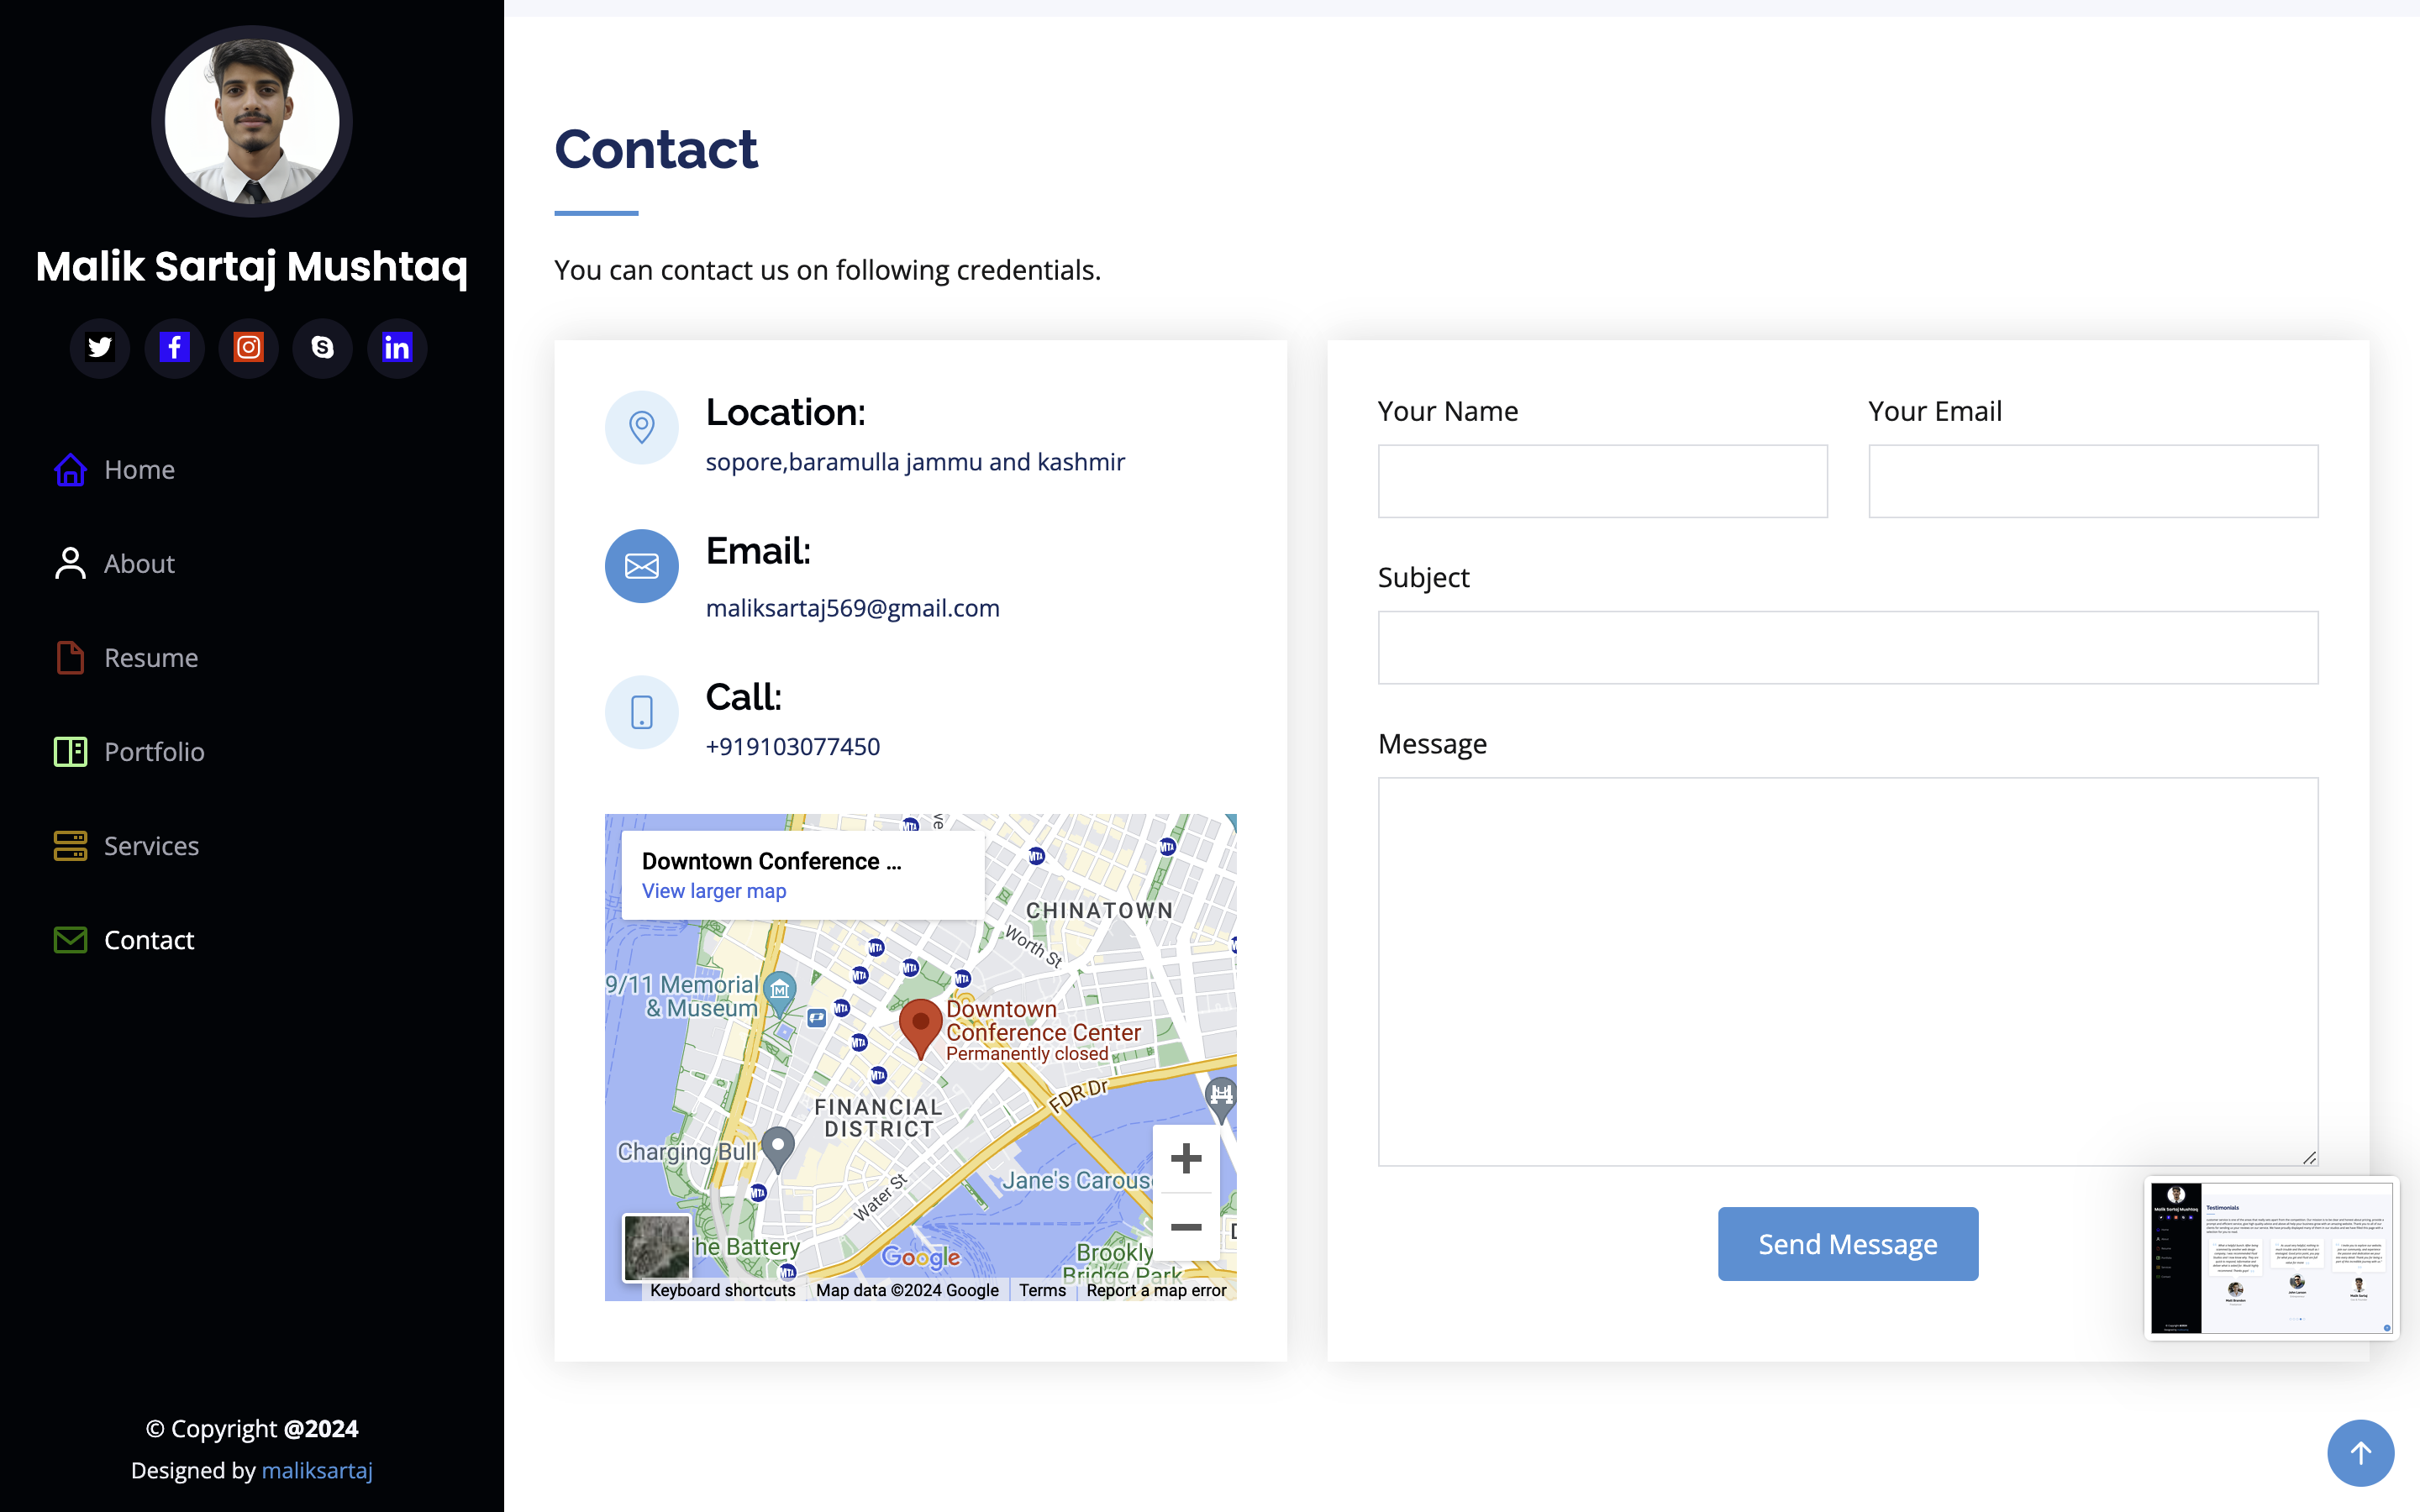 Malik Sartaj Mushtaq
Home
About
Resume
Portfolio
Services
Contact
© Copyright @2024
Designed by maliksartaj
Contact
You can contact us on following credentials.
Location:
sopore,baramulla jammu and kashmir
Email:
maliksartaj569@gmail.com
Call:
+919103077450
Downtown Conference ...
View larger map
CHINATOWN
Worth St
9/11 Memorial
& Museum
Downtown
Conference Center
Permanently closed
FDR Dr
FINANCIAL
DISTRICT
Charging Bull
Water St
Jane's Carous
he Battery
Google
Brookly
Bridge Park
Keyboard shortcuts
Map data ©2024 Google
Terms
Report a map error
Your Name
Your Email
Subject
Message
Send Message
Malik Sartaj Mushtaq
Testimonials